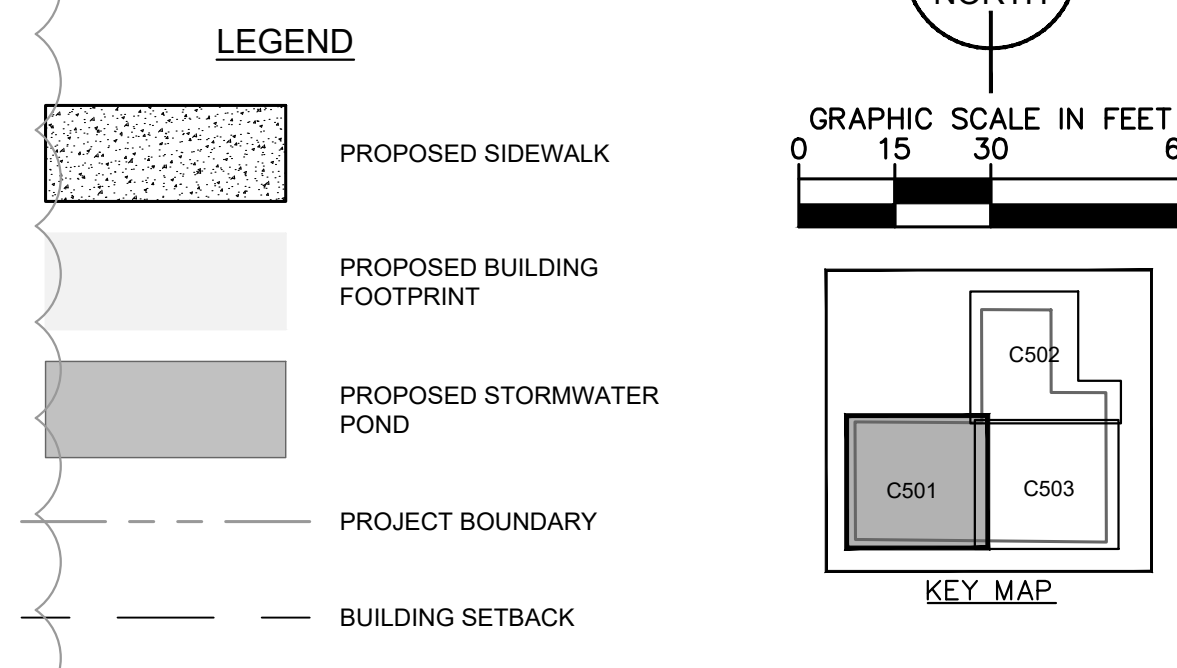 LEGEND
PROPOSED SIDEWALK
PROPOSED BUILDING
FOOTPRINT
PROPOSED STORMWATER
POND
PROJECT BOUNDARY
BUILDING SETBACK
NORTH
GRAPHIC SCALE IN FEET
0 15 30
C502
C501 C503
KEY MAP